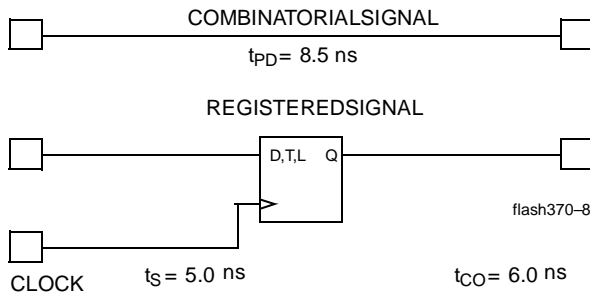 COMBINATORIALSIGNAL
tPD= 8.5 ns
REGISTEREDSIGNAL
D,T,L Q
flash370–8
CLOCK tS= 5.0 ns tCO= 6.0 ns